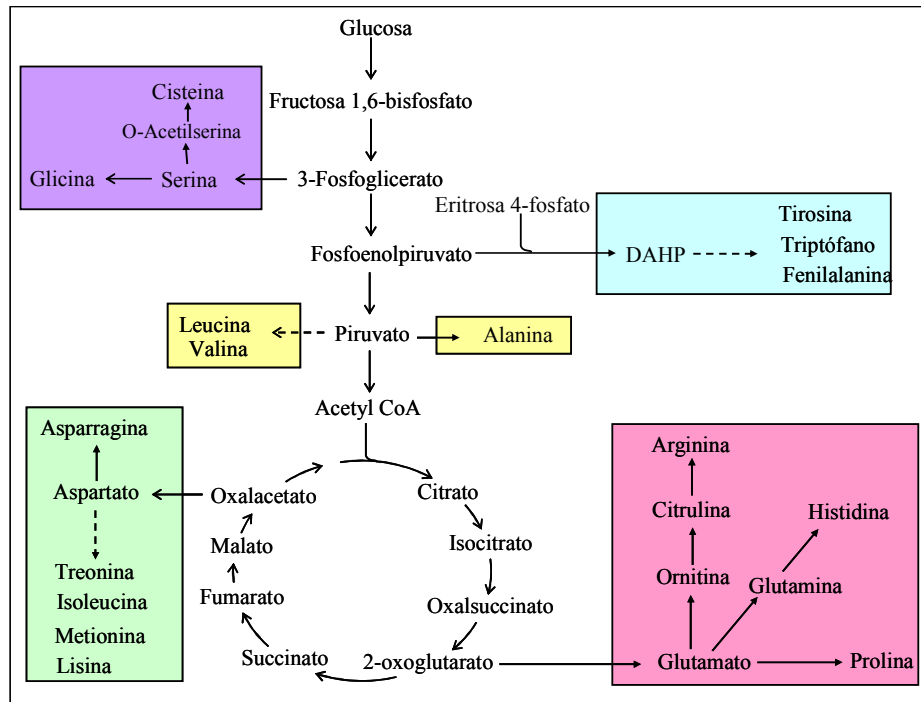 Glucosa
Fructosa 1,6-bisfosfato
Cisteina
O-Acetilserina
Glicina
Serina
3-Fosfoglicerato
Eritrosa 4-fosfato
Fosfoenolpiruvato
DAHP
Tirosina
Triptófano
Fenilalanina
Leucina
Valina
Piruvato
Alanina
Acetyl CoA
Asparragina
Aspartato
Treonina
Isoleucina
Metionina
Lisina
Oxalacetato
Citrato
Malato
Isocitrato
Fumarato
Oxalsuccinato
Succinato
2-oxoglutarato
Arginina
Citrulina
Histidina
Ornitina
Glutamina
Glutamato
Prolina